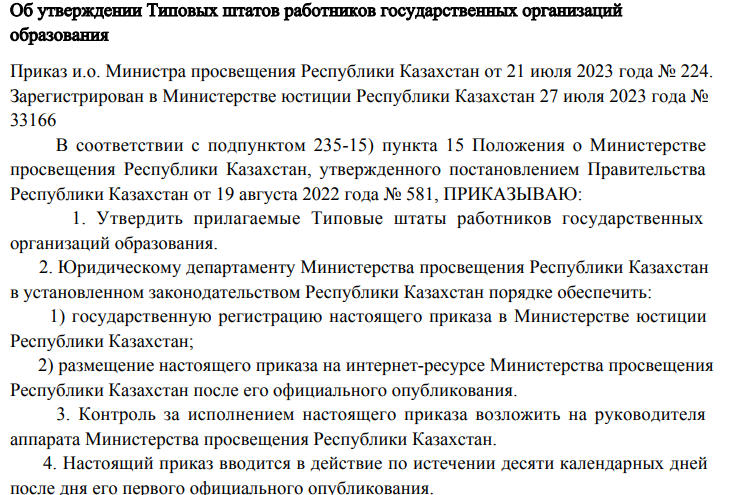 Об утверждении Типовых штатов работников государственных организаций
образования
Приказ и.о. Министра просвещения Республики Казахстан от 21 июля 2023 года № 224.
Зарегистрирован в Министерстве юстиции Республики Казахстан 27 июля 2023 года №
33166
В соответствии с подпунктом 235-15) пункта 15 Положения о Министерстве
просвещения Республики Казахстан, утвержденного постановлением Правительства
Республики Казахстан от 19 августа 2022 года № 581, ПРИКАЗЫВАЮ:
1. Утвердить прилагаемые Типовые штаты работников государственных
организаций образования.
2. Юридическому департаменту Министерства просвещения Республики Казахстан
в установленном законодательством Республики Казахстан порядке обеспечить:
1) государственную регистрацию настоящего приказа в Министерстве юстиции
Республики Казахстан;
2) размещение настоящего приказа на интернет-ресурсе Министерства просвещения
Республики Казахстан после его официального опубликования.
3. Контроль за исполнением настоящего приказа возложить на руководителя
аппарата Министерства просвещения Республики Казахстан.
4. Настоящий приказ вводится в действие по истечении десяти календарных дней
после дня его первого официального опубликования.